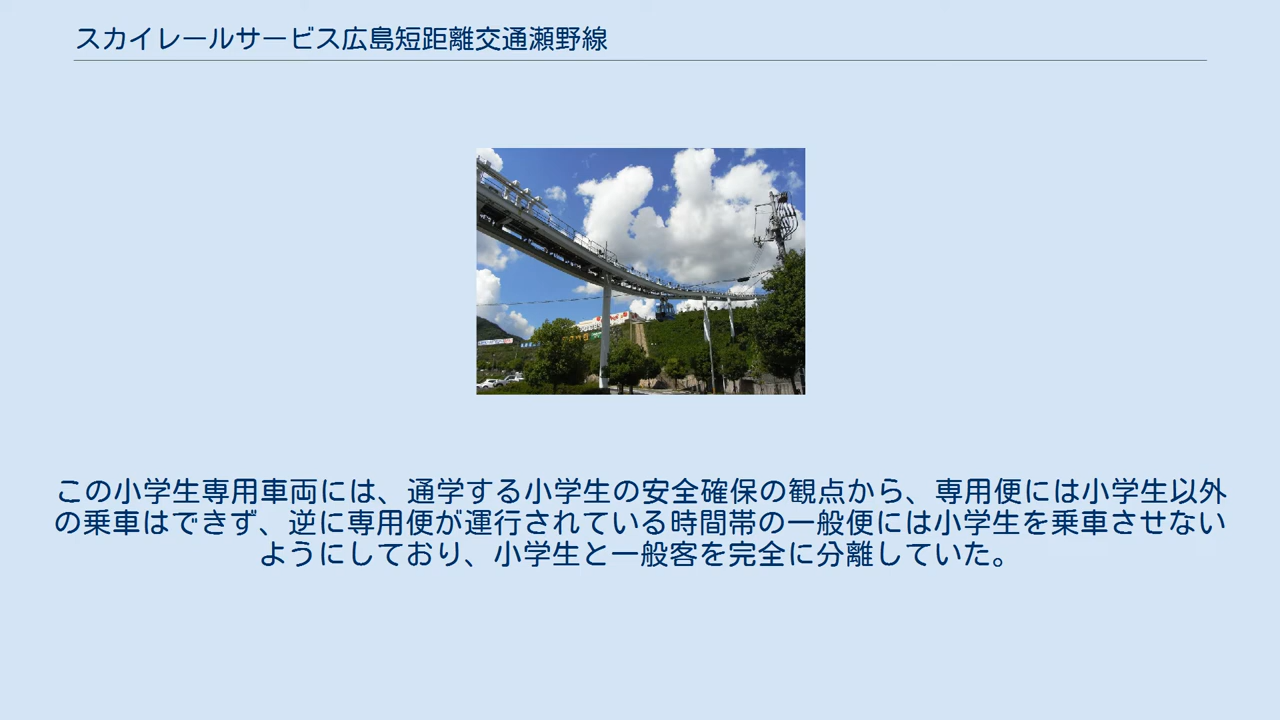 スカイレールサービス広島短距離交通瀬野線
この小学生専用車両には、通学する小学生の安全確保の観点から、専用便には小学生以外
の乗車はできず、逆に専用便が運行されている時間帯の一般便には小学生を乗車させない
ようにしており、小学生と一般客を完全に分離していた。